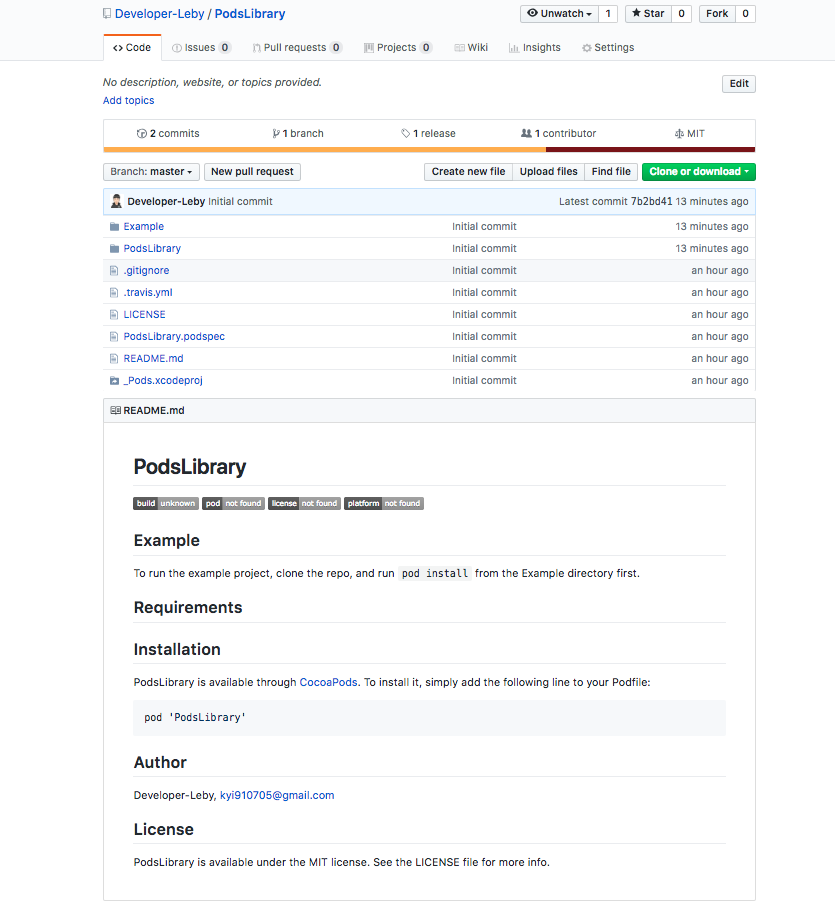 Developer-Leby / PodsLibrary
Unwatch 1 Star 0 Fork 0
Code Issues 0 Pull requests 0 Projects 0 Wiki Insights Settings
No description, website, or topics provided. Edit
Add topics
2 commits 1 branch 1 release 1 contributor MIT
Branch: master New pull request Create new file Upload files Find file Clone or download
Developer-Leby Initial commit Latest commit 7b2bd41 13 minutes ago
Example Initial commit 13 minutes ago
PodsLibrary Initial commit 13 minutes ago
.gitignore Initial commit an hour ago
.travis.yml Initial commit an hour ago
LICENSE Initial commit an hour ago
PodsLibrary.podspec Initial commit an hour ago
README.md Initial commit an hour ago
_Pods.xcodeproj Initial commit an hour ago
README.md
PodsLibrary
build unknown pod not found license not found platform not found
Example
To run the example project, clone the repo, and run pod install from the Example directory first.
Requirements
Installation
PodsLibrary is available through CocoaPods. To install it, simply add the following line to your Podfile:
pod 'PodsLibrary'
Author
Developer-Leby, kyi910705@gmail.com
License
PodsLibrary is available under the MIT license. See the LICENSE file for more info.